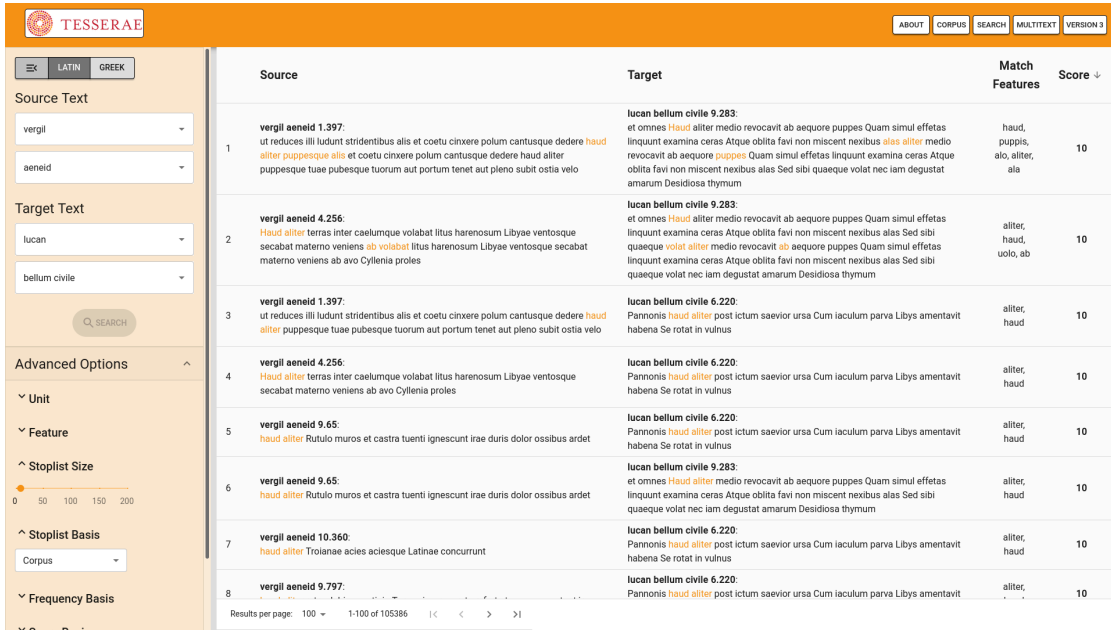 TESSERAE
ABOUT CORPUS SEARCH MULTITEXT VERSION 3
LATIN GREEK
Source Text
vergil
aeneid
Target Text
lucan
bellum civile
SEARCH
Advanced Options
Unit
Feature
Stoplist Size
0 50 100 150 200
Stoplist Basis
Corpus
Frequency Basis
Source Target Match Features Score
1
vergil aeneid 1.397:
ut reduces illi ludunt stridentibus alis et coetu cinxere polum cantusque dedere haud
aliter puppesque alis et coetu cinxere polum cantusque dedere haud aliter
puppesque tuae pubesque tuorum aut portum tenet aut pleno subit ostia velo
lucan bellum civile 9.283:
et omnes Haud aliter medio revocavit ab aequore puppes Quam simul effetas
linquunt examina ceras Atque oblita favi non miscent nexibus alas aliter medio
revocavit ab aequore puppes Quam simul effetas linquunt examina ceras Atque
oblita favi non miscent nexibus alas Sed sibi quaeque volat nec iam degustat
amarum Desidiosa thymum
haud,
puppis,
alo, aliter,
ala
10
2
vergil aeneid 4.256:
Haud aliter terras inter caelumque volabat litus harenosum Libyae ventosque
secabat materno veniens ab volabat litus harenosum Libyae ventosque secabat
materno veniens ab avo Cyllenia proles
lucan bellum civile 9.283:
et omnes Haud aliter medio revocavit ab aequore puppes Quam simul effetas
linquunt examina ceras Atque oblita favi non miscent nexibus alas Sed sibi
quaeque volat aliter medio revocavit ab aequore puppes Quam simul effetas
linquunt examina ceras Atque oblita favi non miscent nexibus alas Sed sibi
quaeque volat nec iam degustat amarum Desidiosa thymum
aliter,
haud,
uolo, ab
10
3
vergil aeneid 1.397:
ut reduces illi ludunt stridentibus alis et coetu cinxere polum cantusque dedere haud
aliter puppesque tuae pubesque tuorum aut portum tenet aut pleno subit ostia velo
lucan bellum civile 6.220:
Pannonis haud aliter post ictum saevior ursa Cum iaculum parva Libys amentavit
habena Se rotat in vulnus
aliter,
haud
10
4
vergil aeneid 4.256:
Haud aliter terras inter caelumque volabat litus harenosum Libyae ventosque
secabat materno veniens ab avo Cyllenia proles
lucan bellum civile 6.220:
Pannonis haud aliter post ictum saevior ursa Cum iaculum parva Libys amentavit
habena Se rotat in vulnus
aliter,
haud
10
5
vergil aeneid 9.65:
haud aliter Rutulo muros et castra tuenti ignescunt irae duris dolor ossibus ardet
lucan bellum civile 6.220:
Pannonis haud aliter post ictum saevior ursa Cum iaculum parva Libys amentavit
habena Se rotat in vulnus
aliter,
haud
10
6
vergil aeneid 9.65:
haud aliter Rutulo muros et castra tuenti ignescunt irae duris dolor ossibus ardet
lucan bellum civile 9.283:
et omnes Haud aliter medio revocavit ab aequore puppes Quam simul effetas
linquunt examina ceras Atque oblita favi non miscent nexibus alas Sed sibi
quaeque volat nec iam degustat amarum Desidiosa thymum
aliter,
haud
10
7
vergil aeneid 10.360:
haud aliter Troianae acies aciesque Latinae concurrunt
lucan bellum civile 6.220:
Pannonis haud aliter post ictum saevior ursa Cum iaculum parva Libys amentavit
habena Se rotat in vulnus
aliter,
haud
10
8
vergil aeneid 9.797:
lucan bellum civile 6.220:
Pannonis haud aliter post ictum saevior ursa Cum iaculum parva Libys amentavit
aliter,
10
Results per page: 100 1-100 of 105386